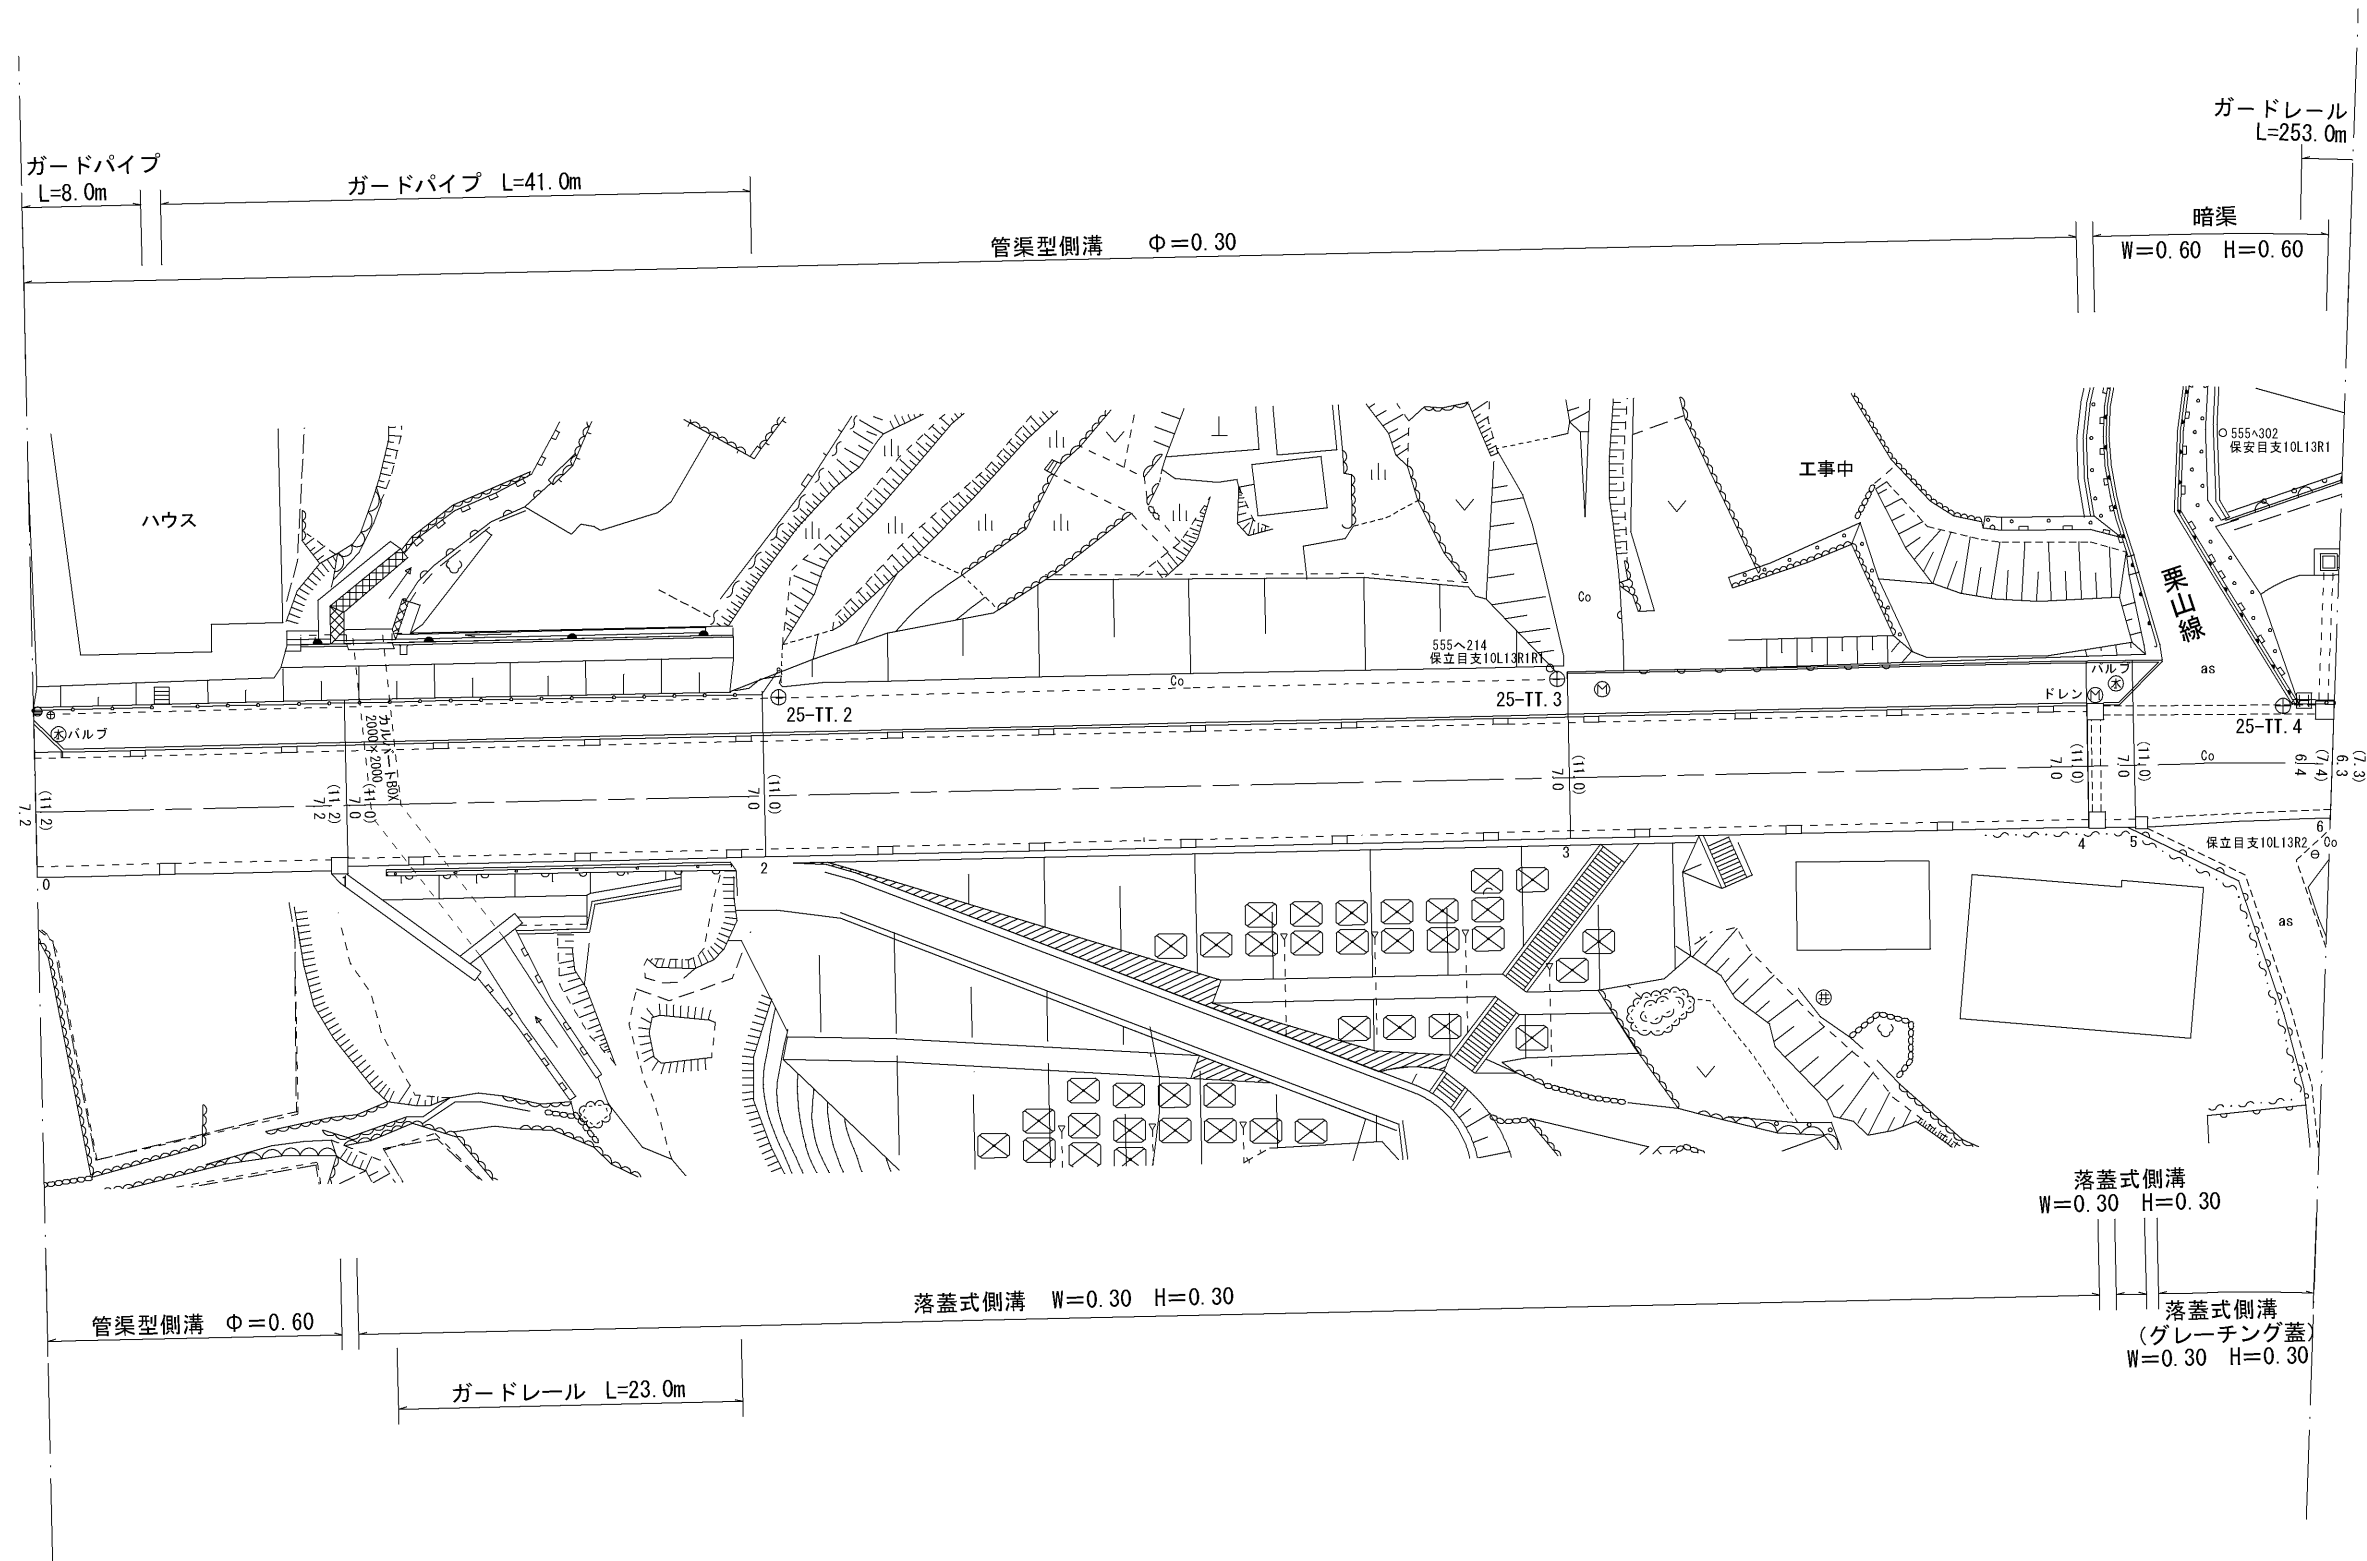 ガードレール
L=253.0m
ガードパイプ
L=8.0m
ガードパイプ L=41.0m
暗渠
管渠型側溝 Φ=0.30
W=0.60 H=0.60
555へ302
保安目支10L13R1
工事中
ハウス
栗山線
Co
555へ214
保立目支10L13R1R1
as
バルブ
水
Co
M
ドレン
M
25-TT.2
25-TT.3
25-TT.4
水バルブ
カルバートBOX
2000×2000
Co
(11.2)
7.2
(11.2)
7.2
(11.0)
7.0
(11.0)
7.0
(11.0)
7.0
(11.0)
7.0
(11.0)
7.0
(7.4)
6.4
(7.3)
6.3
0
1
2
3
4
5
6
保立目支10L13R2
Co
as
井
落蓋式側溝
W=0.30 H=0.30
管渠型側溝 Φ=0.60
落蓋式側溝 W=0.30 H=0.30
落蓋式側溝
(グレーチング蓋)
W=0.30 H=0.30
ガードレール L=23.0m